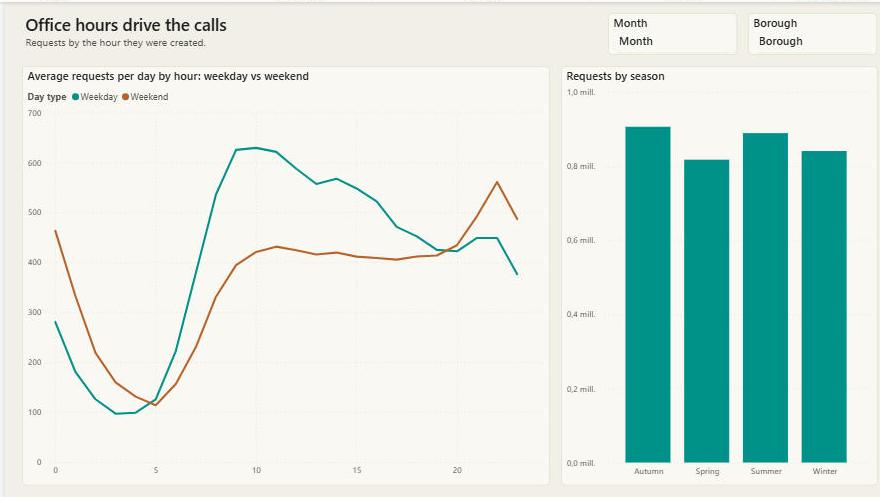 Office hours drive the calls
Requests by the hour they were created.
Month
Month
Borough
Borough
Average requests per day by hour: weekday vs weekend
Day type Weekday Weekend
700
600
500
400
300
200
100
0
0 5 10 15 20
Requests by season
1,0 mill.
0,8 mill.
0,6 mill.
0,4 mill.
0,2 mill.
0,0 mill.
Autumn Spring Summer Winter